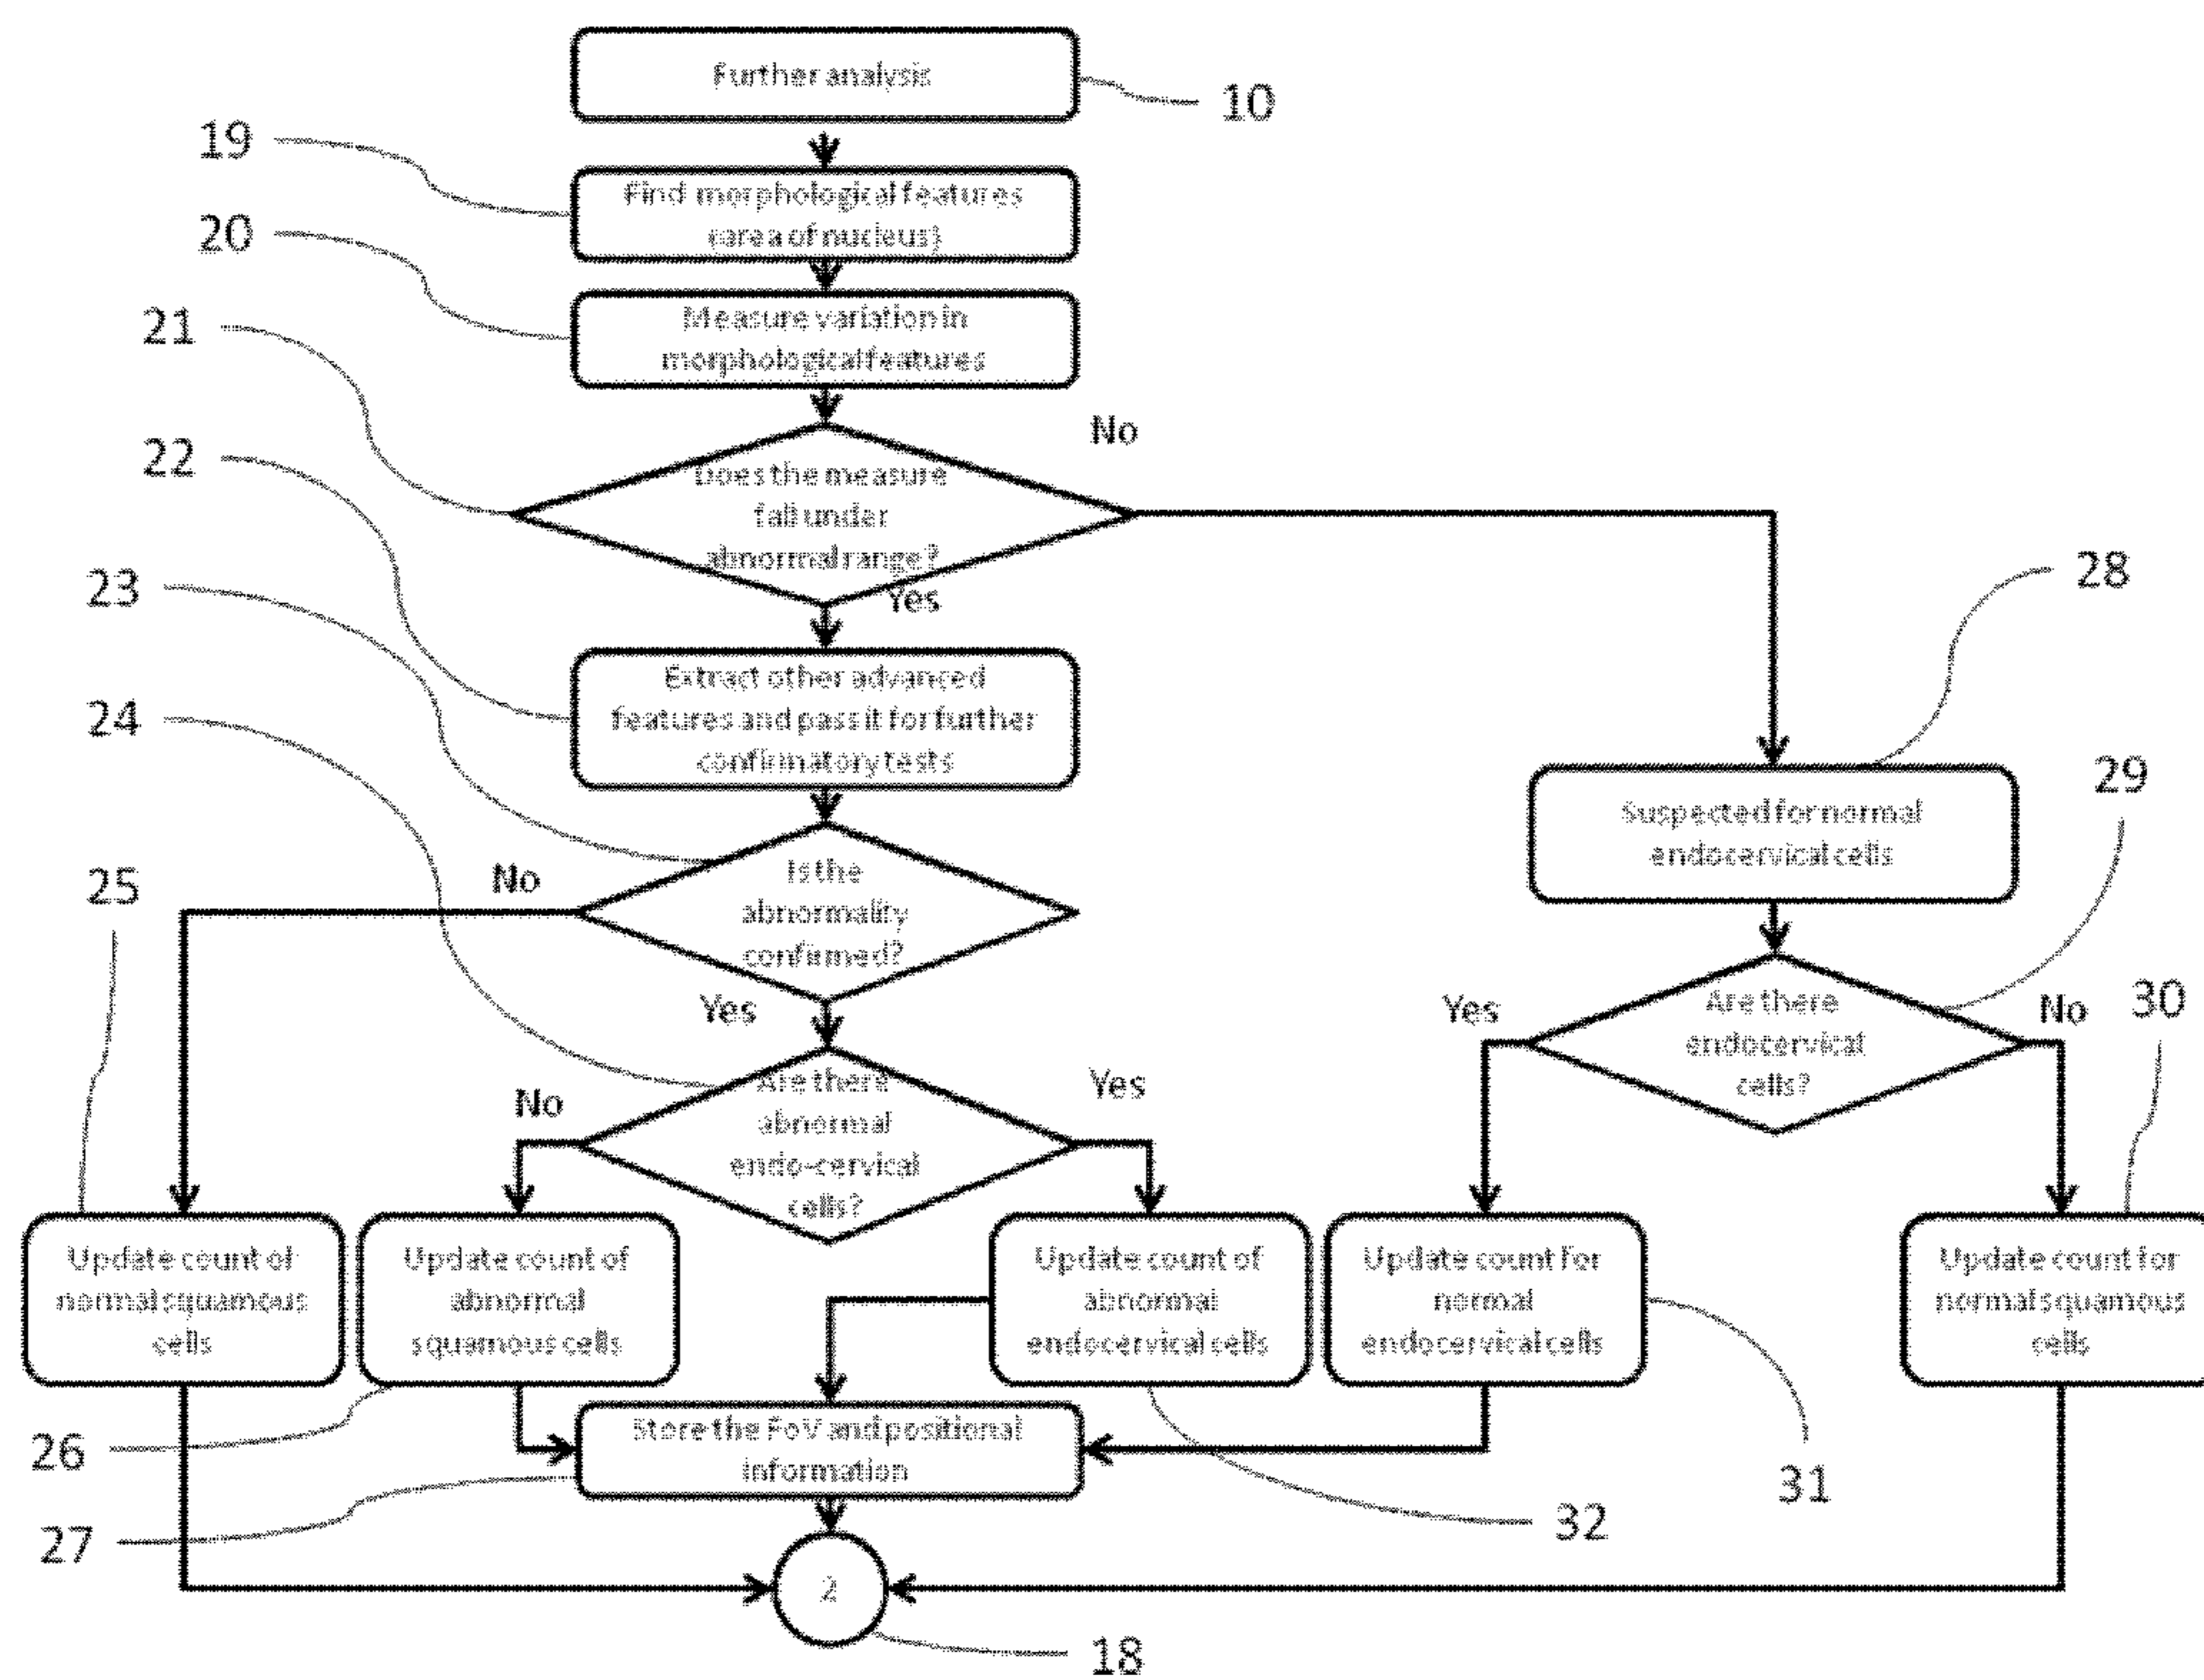 Further analysis
10
19
Find morphological features
(area of nucleus)
20
Measure variation in
morphological features
21
No
Does the measure
fall under
abnormal range?
Yes
22
Extract other advanced
features and pass it for further
confirmatory tests
28
Suspected for normal
endocervical cells
23
No
Is the
abnormality
confirmed?
Yes
29
Yes
Are there
endocervical
cells?
No
30
24
No
Are there
abnormal
endo-cervical
cells?
Yes
25
Update count of
normal squamous
cells
Update count of
abnormal
squamous cells
Update count of
abnormal
endocervical cells
Update count for
normal
endocervical cells
Update count for
normal squamous
cells
26
Store the FoV and positional
information
27
32
31
2
18